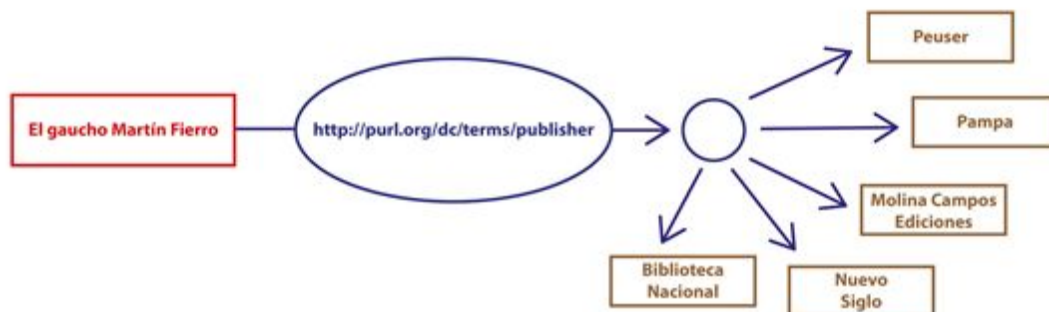 El gaucho Martín Fierro
http://purl.org/dc/terms/publisher
Peuser
Pampa
Molina Campos
Ediciones
Biblioteca
Nacional
Nuevo
Siglo